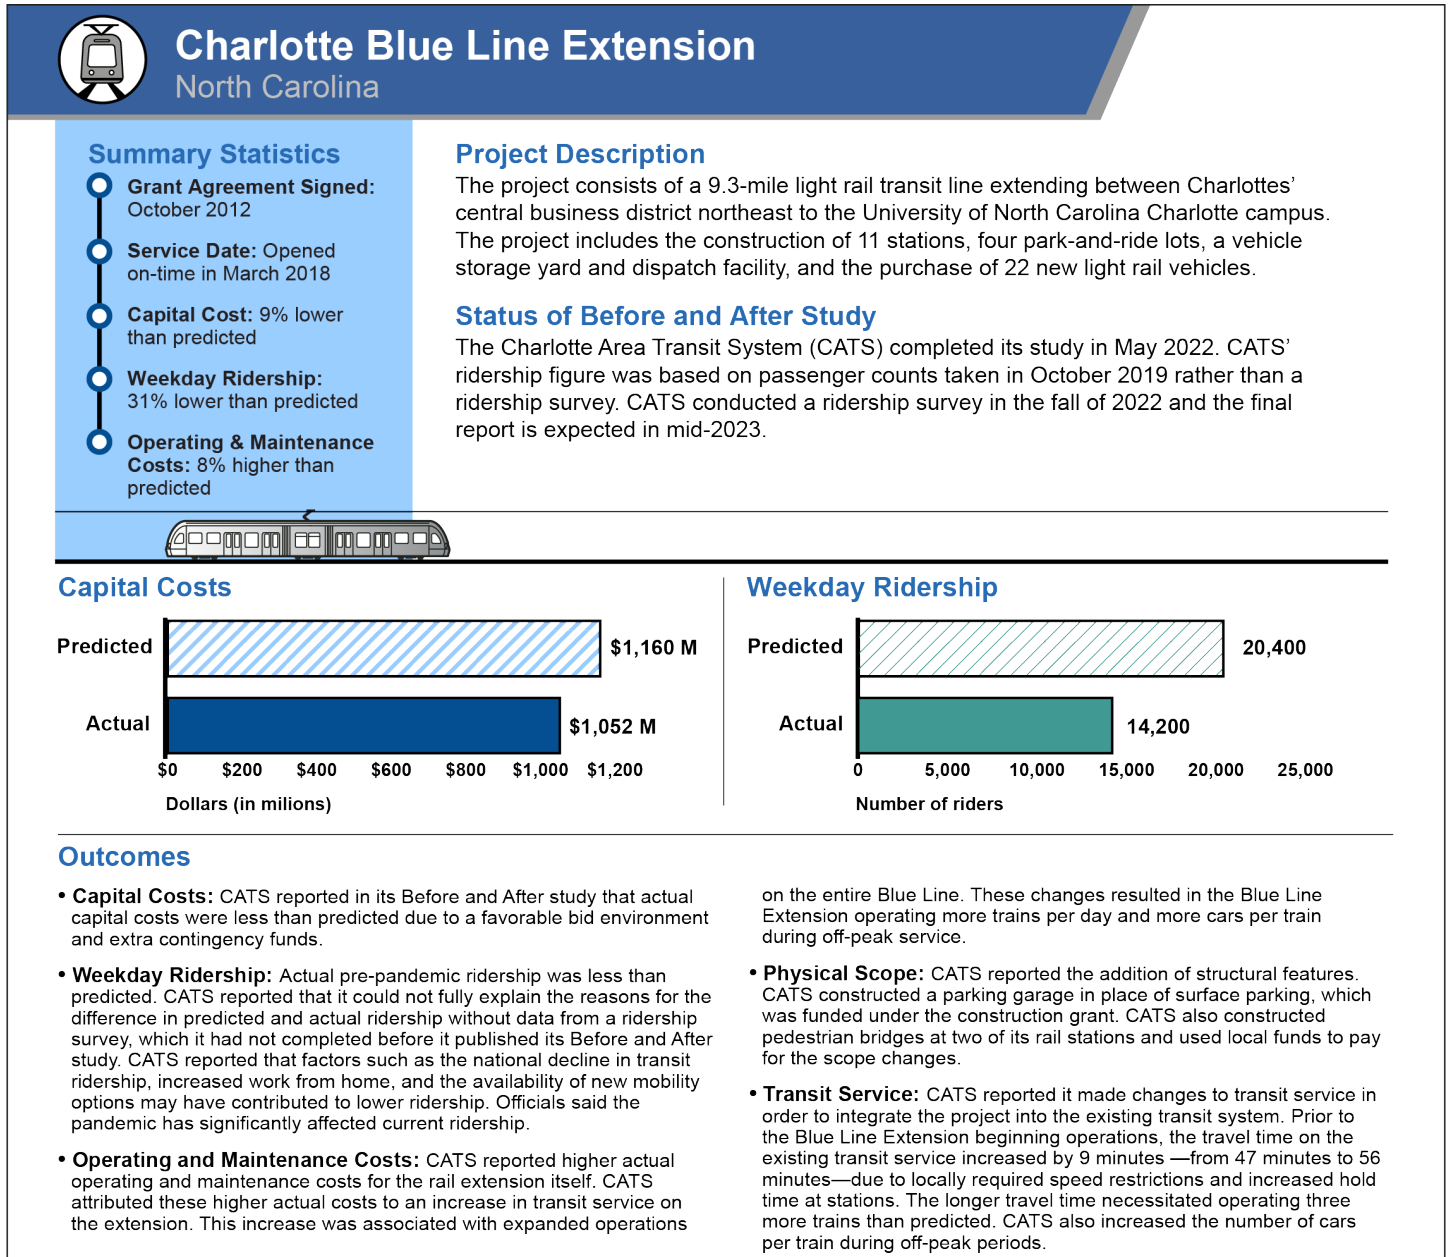 Charlotte Blue Line Extension
North Carolina
Summary Statistics
Grant Agreement Signed:
October 2012
Service Date: Opened
on-time in March 2018
Capital Cost: 9% lower
than predicted
Weekday Ridership:
31% lower than predicted
Operating & Maintenance
Costs: 8% higher than
predicted
Project Description
The project consists of a 9.3-mile light rail transit line extending between Charlottes’
central business district northeast to the University of North Carolina Charlotte campus.
The project includes the construction of 11 stations, four park-and-ride lots, a vehicle
storage yard and dispatch facility, and the purchase of 22 new light rail vehicles.
Status of Before and After Study
The Charlotte Area Transit System (CATS) completed its study in May 2022. CATS’
ridership figure was based on passenger counts taken in October 2019 rather than a
ridership survey. CATS conducted a ridership survey in the fall of 2022 and the final
report is expected in mid-2023.
Capital Costs
Predicted
$1,160 M
Actual
$1,052 M
$0 $200 $400 $600 $800 $1,000 $1,200
Dollars (in milions)
Weekday Ridership
Predicted
20,400
Actual
14,200
0 5,000 10,000 15,000 20,000 25,000
Number of riders
Outcomes
• Capital Costs: CATS reported in its Before and After study that actual
capital costs were less than predicted due to a favorable bid environment
and extra contingency funds.
• Weekday Ridership: Actual pre-pandemic ridership was less than
predicted. CATS reported that it could not fully explain the reasons for the
difference in predicted and actual ridership without data from a ridership
survey, which it had not completed before it published its Before and After
study. CATS reported that factors such as the national decline in transit
ridership, increased work from home, and the availability of new mobility
options may have contributed to lower ridership. Officials said the
pandemic has significantly affected current ridership.
• Operating and Maintenance Costs: CATS reported higher actual
operating and maintenance costs for the rail extension itself. CATS
attributed these higher actual costs to an increase in transit service on
the extension. This increase was associated with expanded operations
on the entire Blue Line. These changes resulted in the Blue Line
Extension operating more trains per day and more cars per train
during off-peak service.
• Physical Scope: CATS reported the addition of structural features.
CATS constructed a parking garage in place of surface parking, which
was funded under the construction grant. CATS also constructed
pedestrian bridges at two of its rail stations and used local funds to pay
for the scope changes.
• Transit Service: CATS reported it made changes to transit service in
order to integrate the project into the existing transit system. Prior to
the Blue Line Extension beginning operations, the travel time on the
existing transit service increased by 9 minutes —from 47 minutes to 56
minutes—due to locally required speed restrictions and increased hold
time at stations. The longer travel time necessitated operating three
more trains than predicted. CATS also increased the number of cars
per train during off-peak periods.